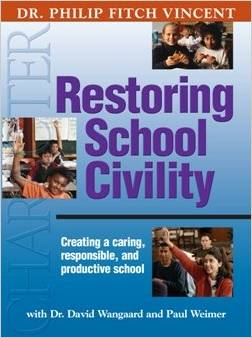 DR. PHILIP FITCH VINCENT
CHARACTER
Restoring
School
Civility
Creating a caring,
responsible, and
productive school
with Dr. David Wangaard and Paul Weimer